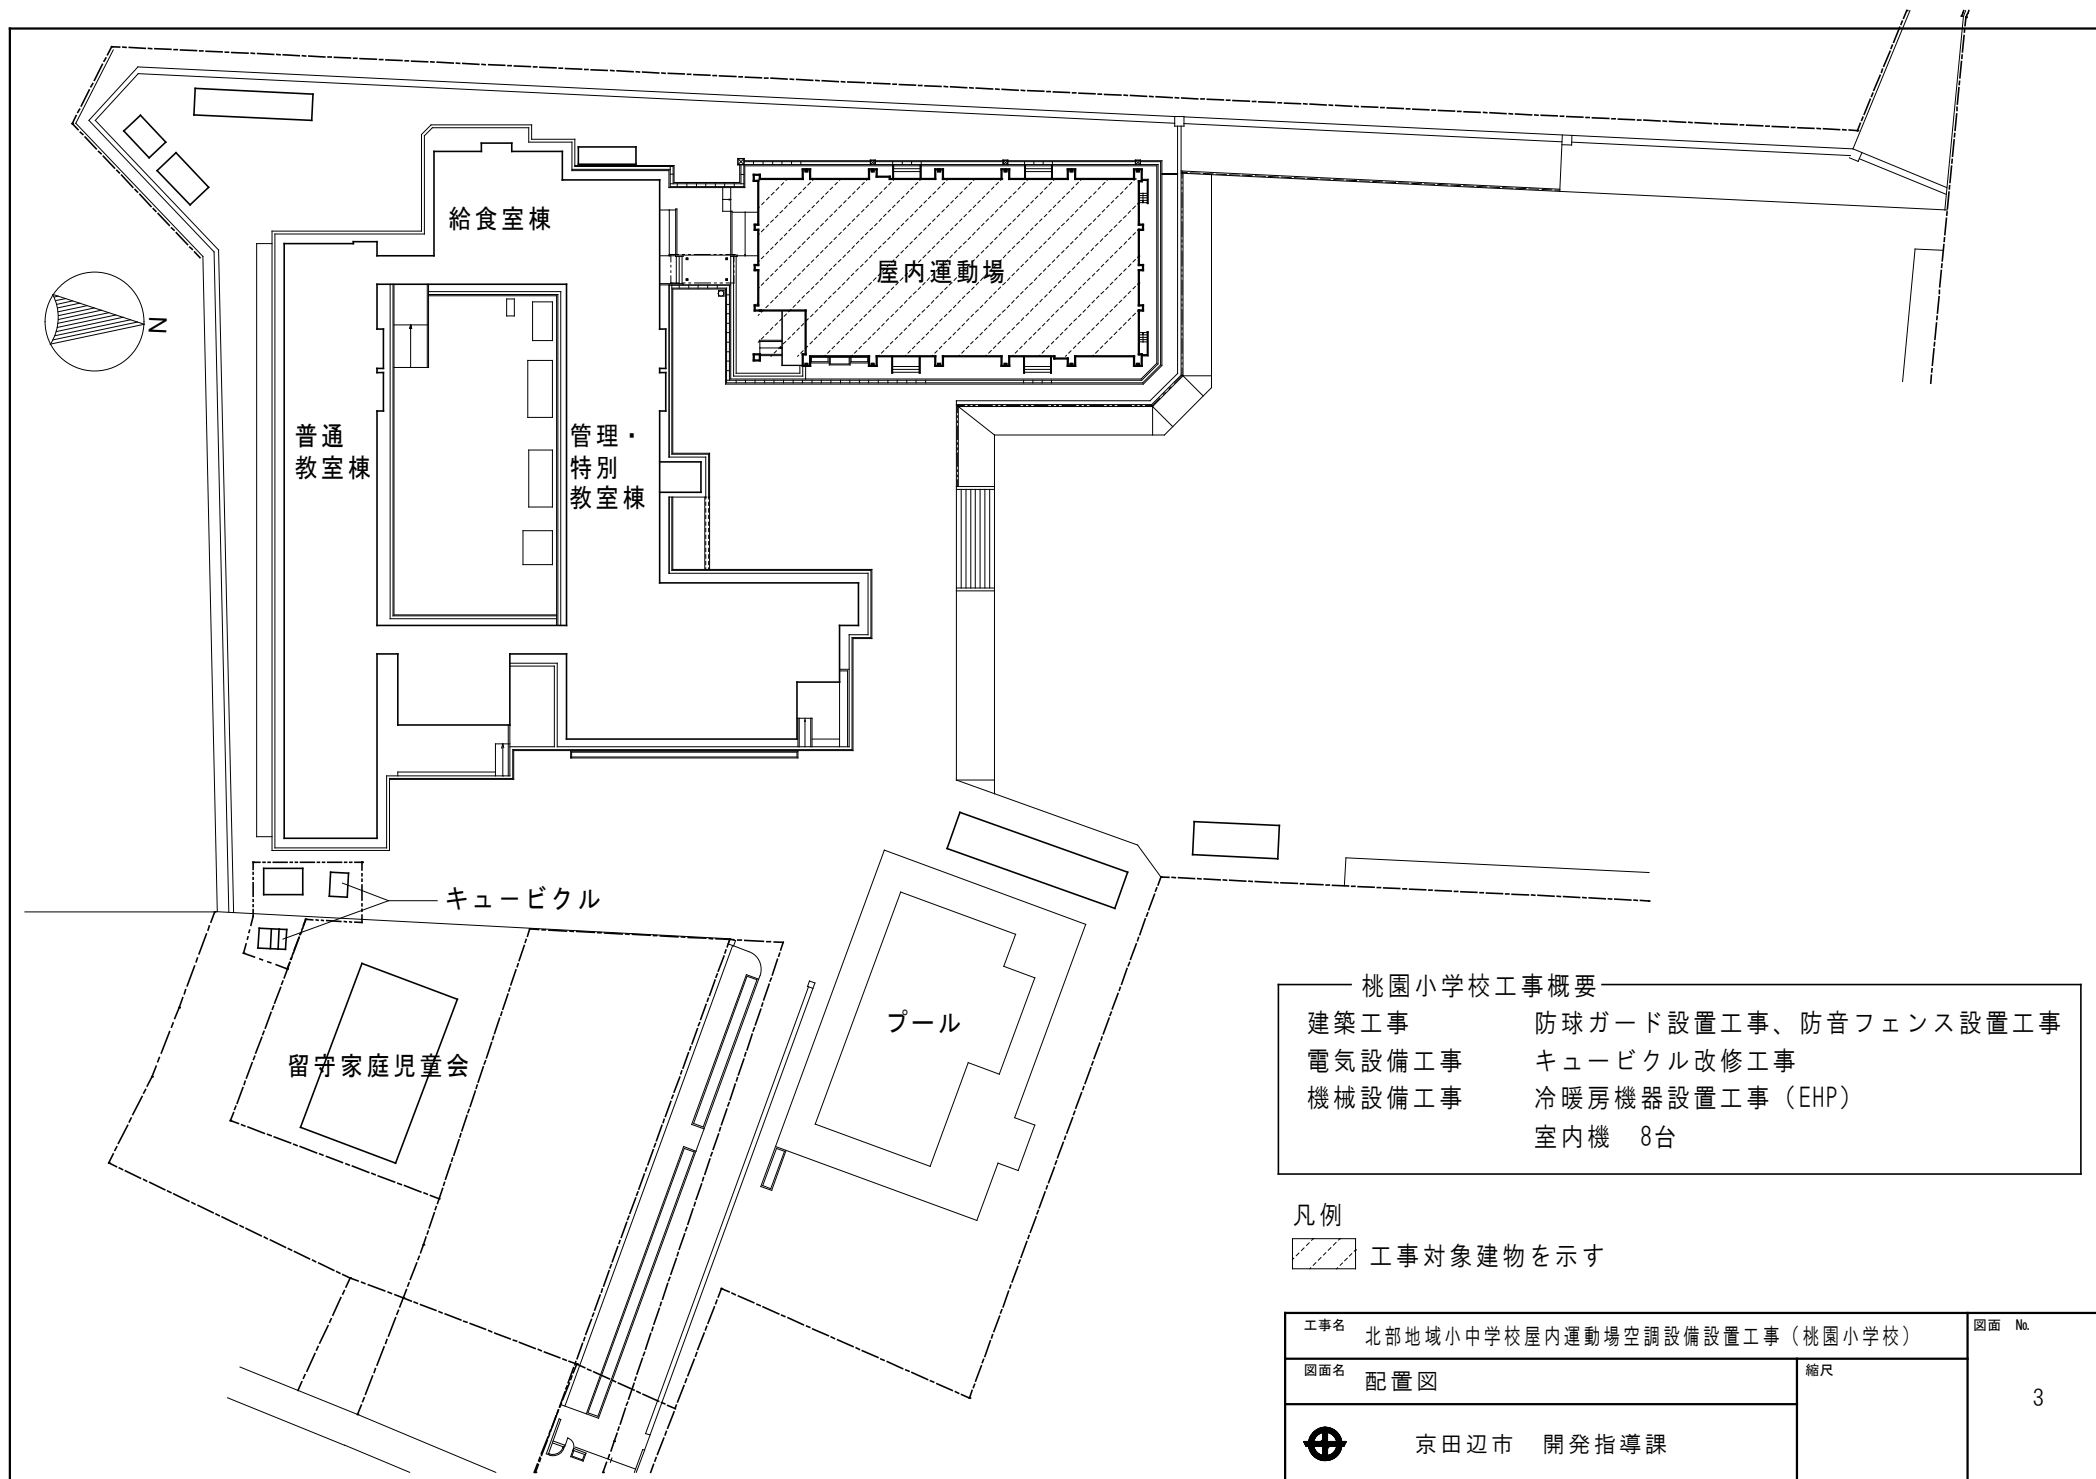 給食室棟
屋内運動場
N
普通
教室棟
管理・
特別
教室棟
キュービクル
留守家庭児童会
プール
桃園小学校工事概要
建築工事 防球ガード設置工事、防音フェンス設置工事
電気設備工事 キュービクル改修工事
機械設備工事 冷暖房機器設置工事（EHP）
室内機 8台
凡例
工事対象建物を示す
工事名 北部地域小中学校屋内運動場空調設備設置工事（桃園小学校）
図面 №
図面名 配置図
縮尺
3
京田辺市 開発指導課